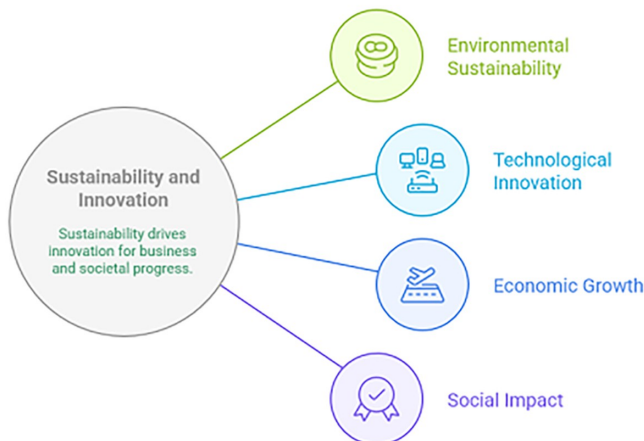 Sustainability and
Innovation
Sustainability drives
innovation for business
and societal progress.
Environmental
Sustainability
Technological
Innovation
Economic Growth
Social Impact